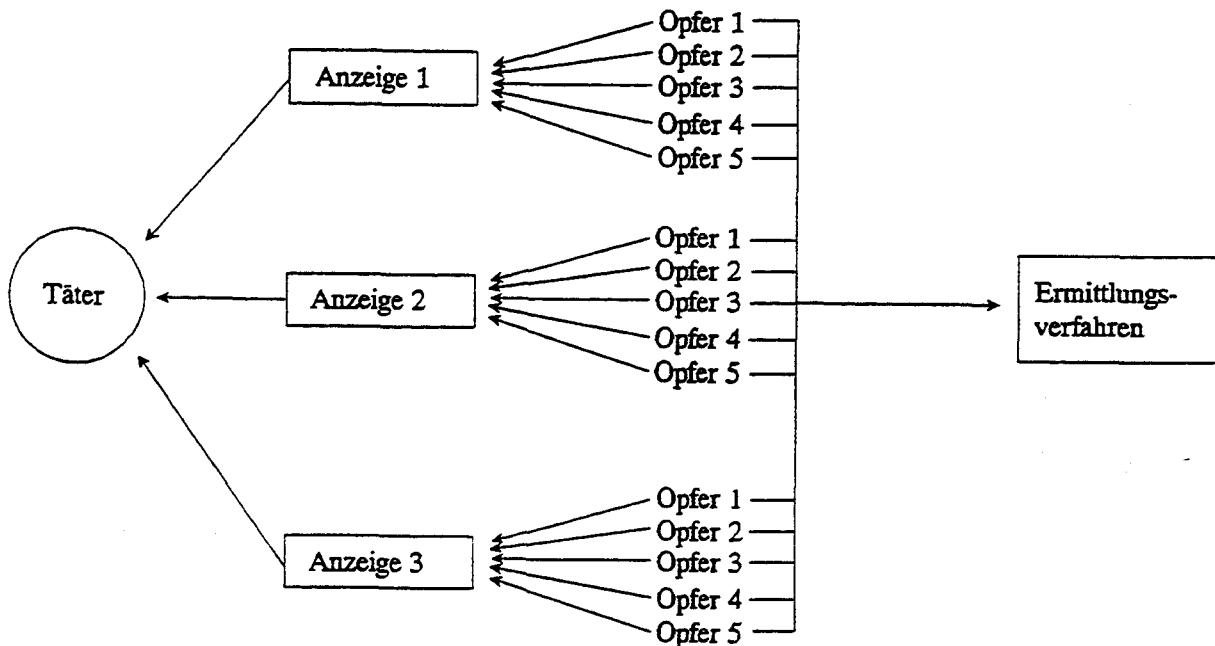 Opfer 1
Opfer 2
Anzeige 1
Opfer 3
Opfer 4
Opfer 5
Opfer 1
Opfer 2
Täter
Anzeige 2
Opfer 3
Opfer 4
Opfer 5
Ermittlungs-
verfahren
Opfer 1
Opfer 2
Anzeige 3
Opfer 3
Opfer 4
Opfer 5